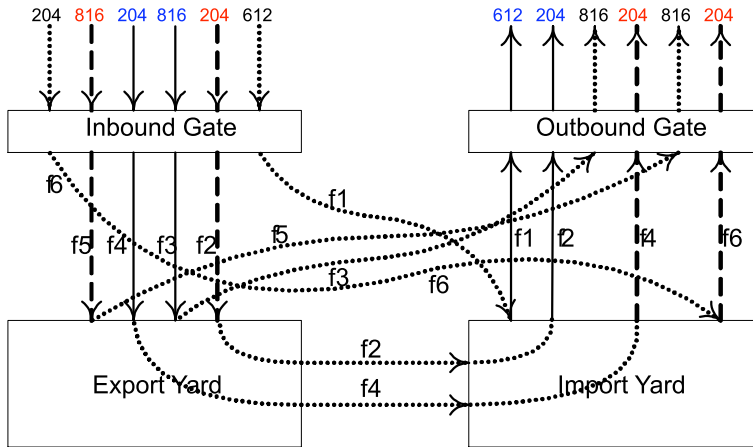 204 816 204 816 204 612
612 204 816 204 816 204
Inbound Gate
Outbound Gate
f6
f1
f5 f4 f3 f2 f5 f1 f2 f4 f6
f3
f6
f2
Export Yard
f4
Import Yard